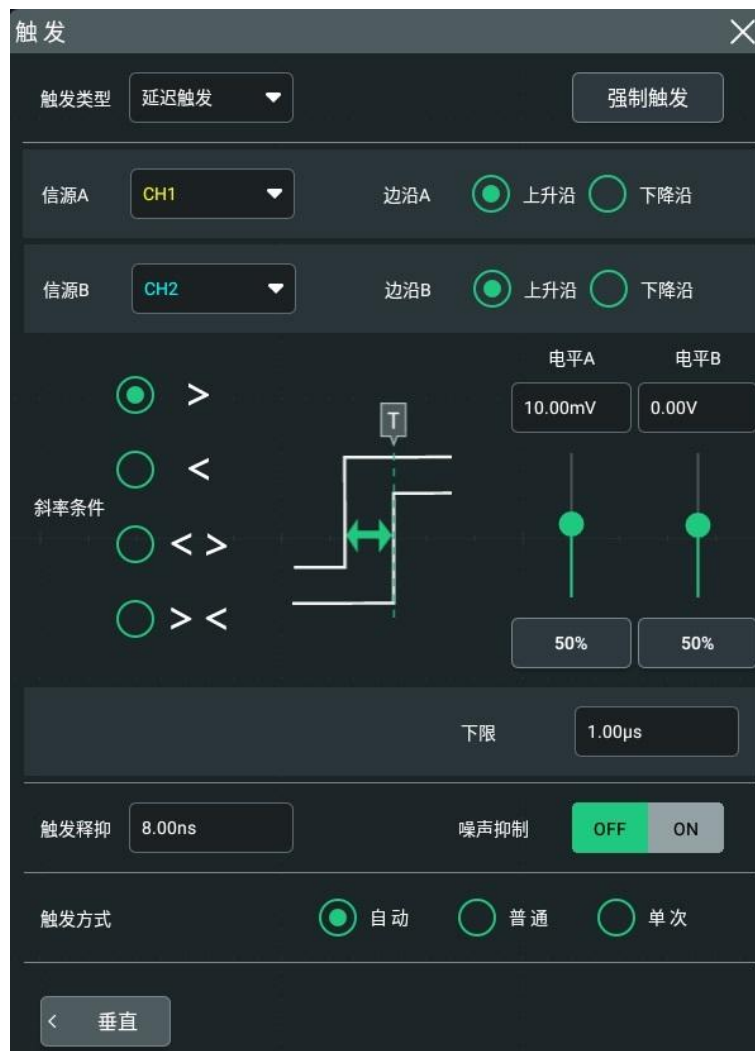 触发
触发类型 延迟触发 强制触发
信源A CH1 边沿A 上升沿 下降沿
信源B CH2 边沿B 上升沿 下降沿
电平A 电平B
> 10.00mV 0.00V
T
<
斜率条件
< >
> <
50% 50%
下限 1.00μs
触发释抑 8.00ns 噪声抑制 OFF ON
触发方式 自动 普通 单次
< 垂直